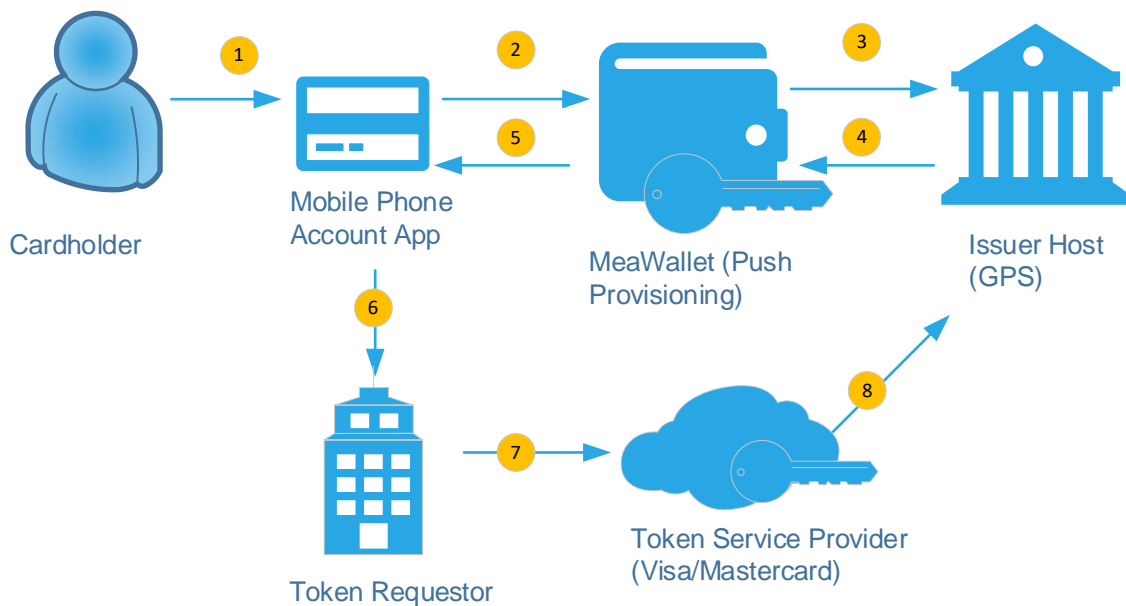 1
2
3
5
4
Cardholder
Mobile Phone
Account App
MeaWallet (Push
Provisioning)
Issuer Host
(GPS)
6
8
7
Token Requestor
Token Service Provider
(Visa/Mastercard)